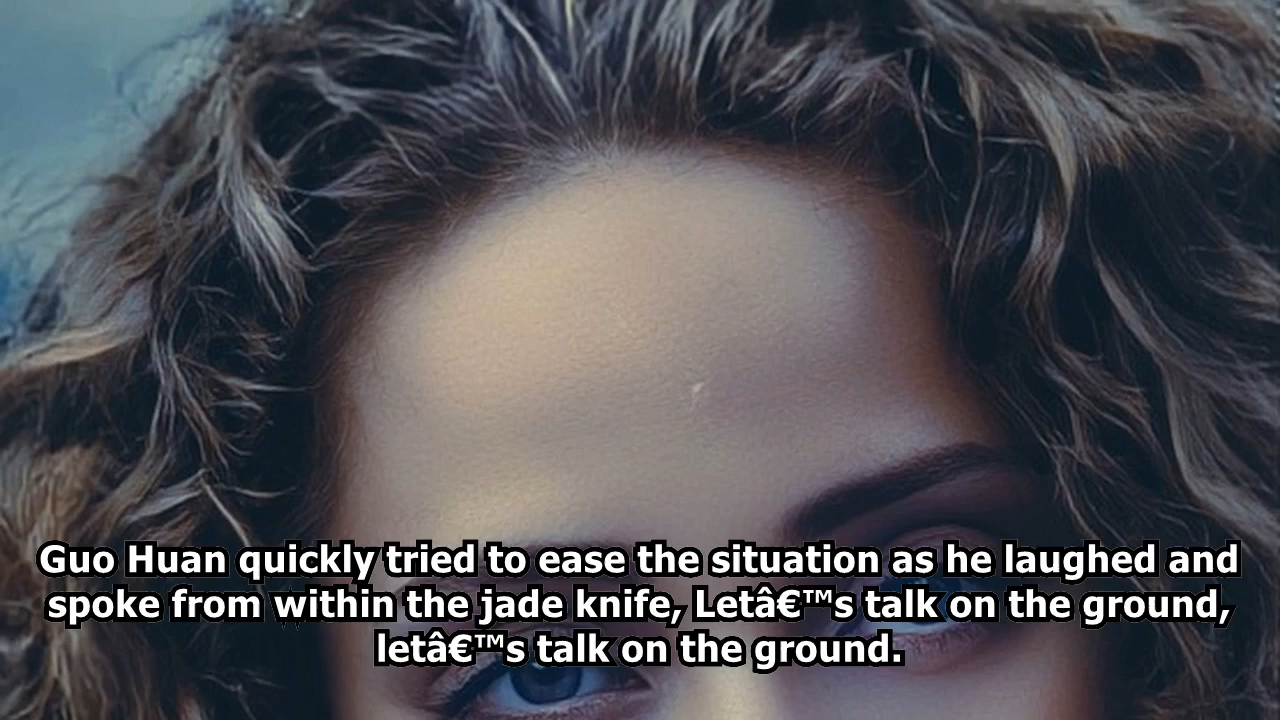 Guo Huan quickly tried to ease the situation as he laughed and
spoke from within the jade knife, Letâ€™s talk on the ground,
letâ€™s talk on the ground.